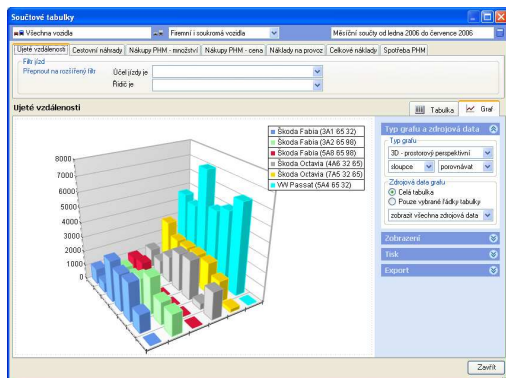 Součtové tabulky
Všechna vozidla
Firemní i soukromá vozidla
Měsíční součty od ledna 2006 do července 2006
Ujeté vzdálenosti
Cestovní náhrady
Nákupy PHM - množství
Nákupy PHM - cena
Náklady na provoz
Celkové náklady
Spotřeba PHM
Filtr jízd
Přepnout na rozšířený filtr
Účel jízdy je
Řidič je
Ujeté vzdálenosti
Tabulka
Graf
Škoda Fabia (3A1 65 32)
Škoda Fabia (3A2 65 98)
Škoda Fabia (5A8 65 98)
Škoda Octavia (4A6 32 65)
Škoda Octavia (7A5 32 65)
VW Passat (5A4 65 32)
8000
7000
6000
5000
4000
3000
2000
1000
0
Typ grafu a zdrojová data
Typ grafu
3D - prostorový perspektivní
sloupce
porovnávat
Zdrojová data grafu
Celá tabulka
Pouze vybrané řádky tabulky
zobrazit všechna zdrojová data
Zobrazení
Tisk
Export
Zavřít